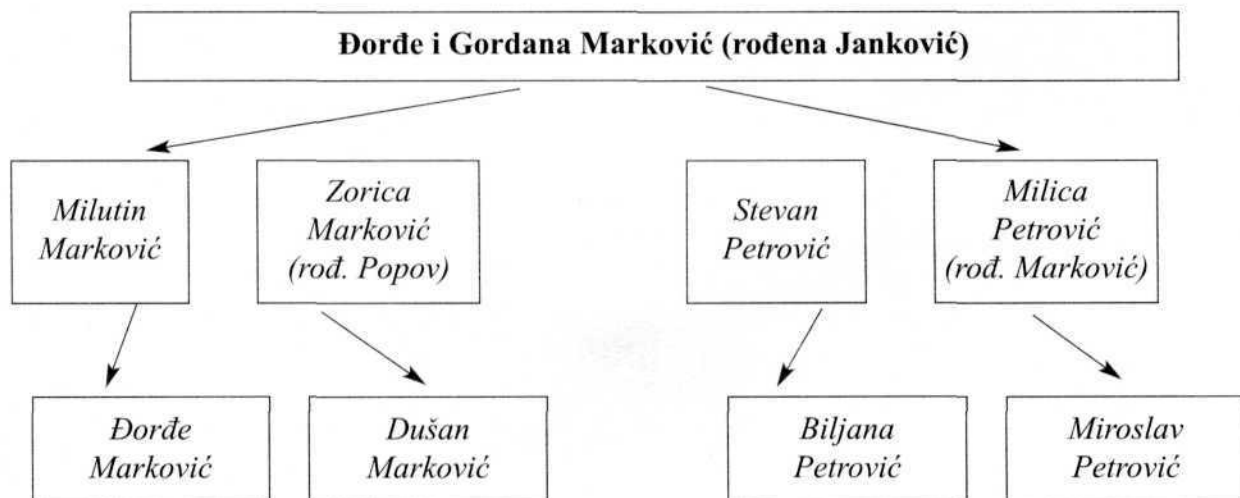 Đorđe i Gordana Marković (rođena Janković)
Milutin
Marković
Zorica
Marković
(rođ. Popov)
Stevan
Petrović
Milica
Petrović
(rođ. Marković)
Đorđe
Marković
Dušan
Marković
Biljana
Petrović
Miroslav
Petrović